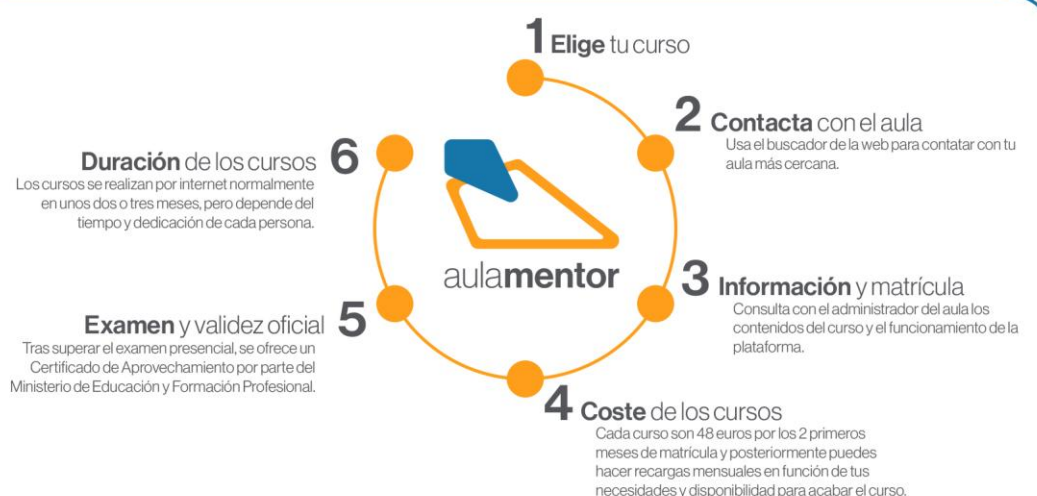 1 Elige tu curso
2 Contacta con el aula
Usa el buscador de la web para contatar con tu
aula más cercana.
3 Información y matrícula
Consulta con el administrador del aula los
contenidos del curso y el funcionamiento de la
plataforma.
4 Coste de los cursos
Cada curso son 48 euros por los 2 primeros
meses de matrícula y posteriormente puedes
hacer recargas mensuales en función de tus
necesidades y disponibilidad para acabar el curso.
Examen y validez oficial 5
Tras superar el examen presencial, se ofrece un
Certificado de Aprovechamiento por parte del
Ministerio de Educación y Formación Profesional.
Duración de los cursos 6
Los cursos se realizan por internet normalmente
en unos dos o tres meses, pero depende del
tiempo y dedicación de cada persona.
aulamentor